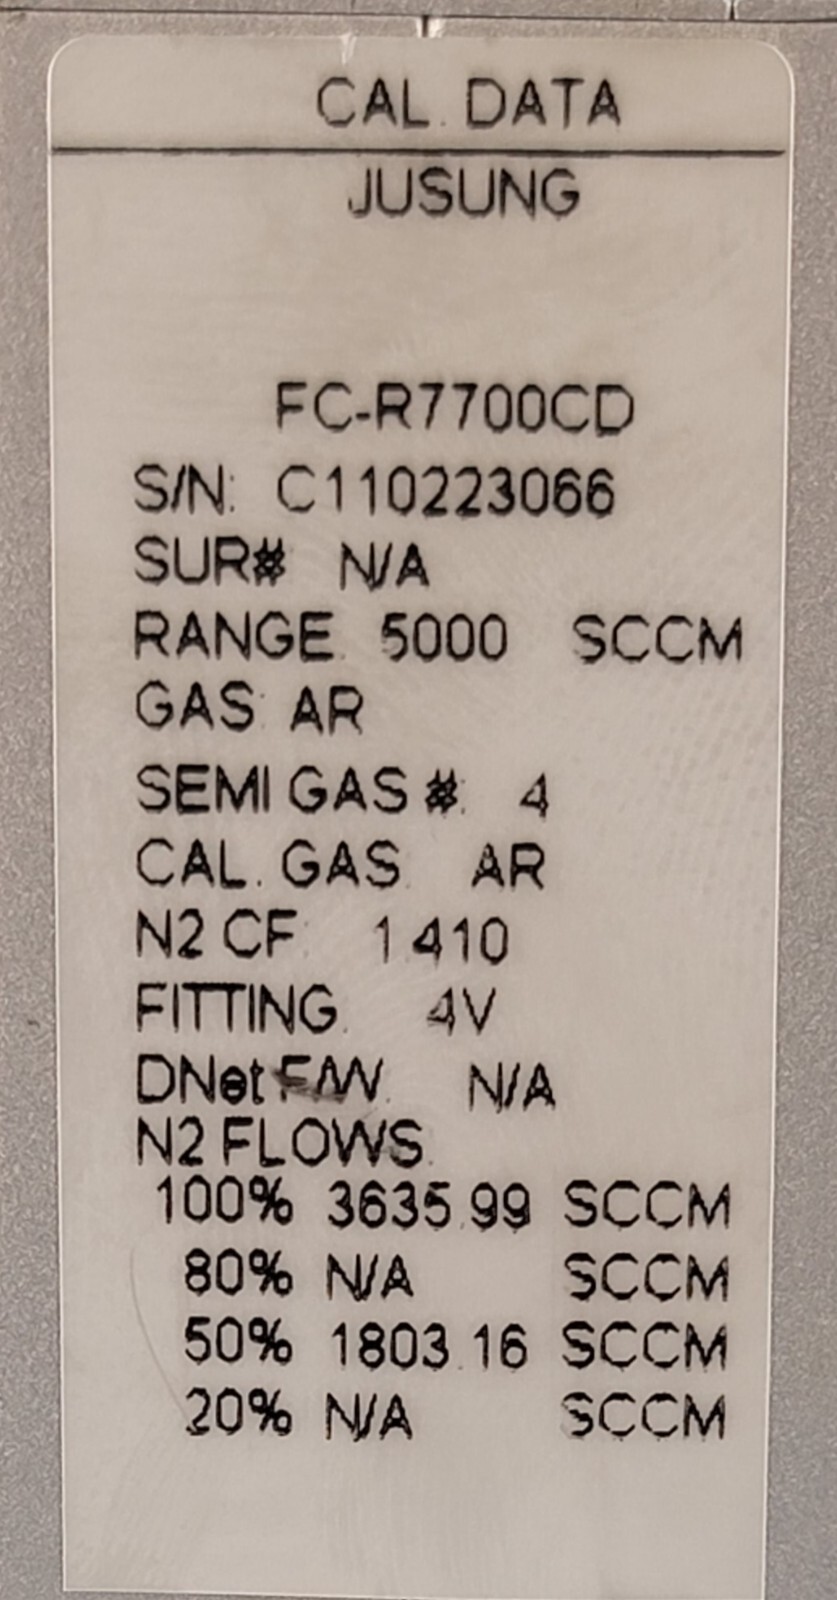 CAL. DATA
JUSUNG
FC-R7700CD
S/N: C110223066
SUR# N/A
RANGE: 5000 SCCM
GAS: AR
SEMI GAS #: 4
CAL. GAS: AR
N2 CF: 1.410
FITTING: 4V
DNet F/W: N/A
N2 FLOWS:
100% 3635.99 SCCM
80% N/A SCCM
50% 1803.16 SCCM
20% N/A SCCM